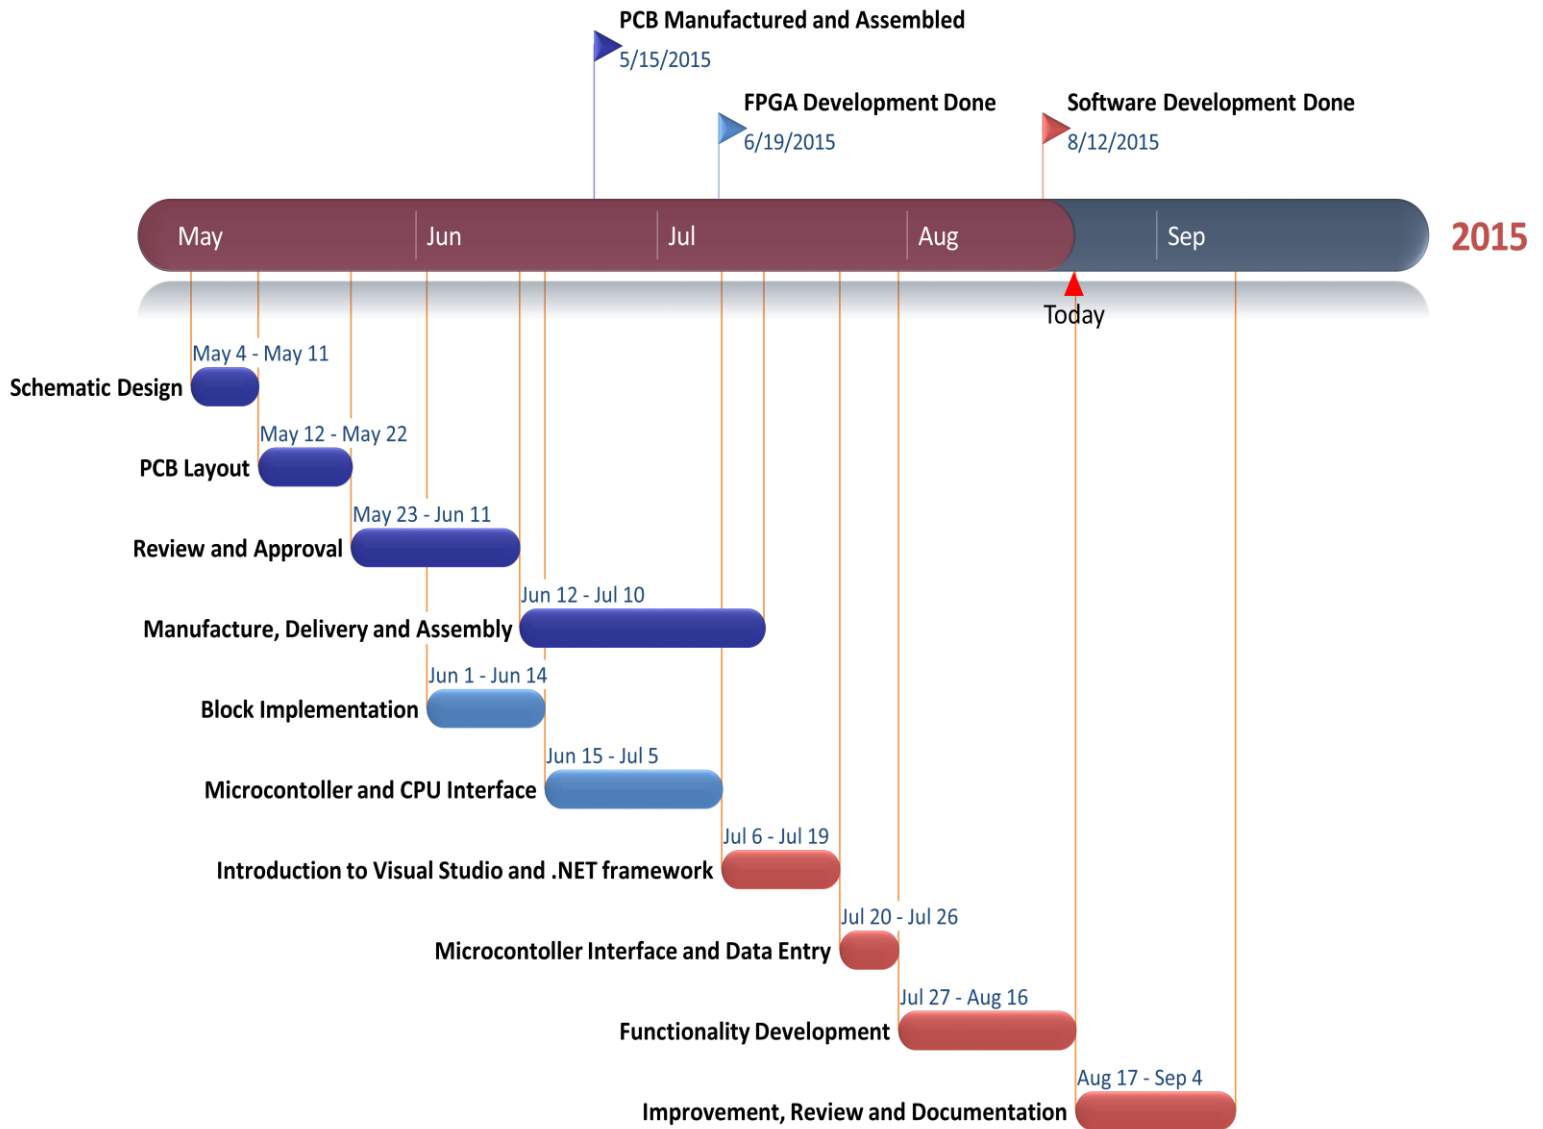 PCB Manufactured and Assembled
5/15/2015
FPGA Development Done
6/19/2015
Software Development Done
8/12/2015
May Jun Jul Aug Sep 2015
Today
May 4 - May 11
Schematic Design
May 12 - May 22
PCB Layout
May 23 - Jun 11
Review and Approval
Jun 12 - Jul 10
Manufacture, Delivery and Assembly
Jun 1 - Jun 14
Block Implementation
Jun 15 - Jul 5
Microcontoller and CPU Interface
Jul 6 - Jul 19
Introduction to Visual Studio and .NET framework
Jul 20 - Jul 26
Microcontoller Interface and Data Entry
Jul 27 - Aug 16
Functionality Development
Aug 17 - Sep 4
Improvement, Review and Documentation